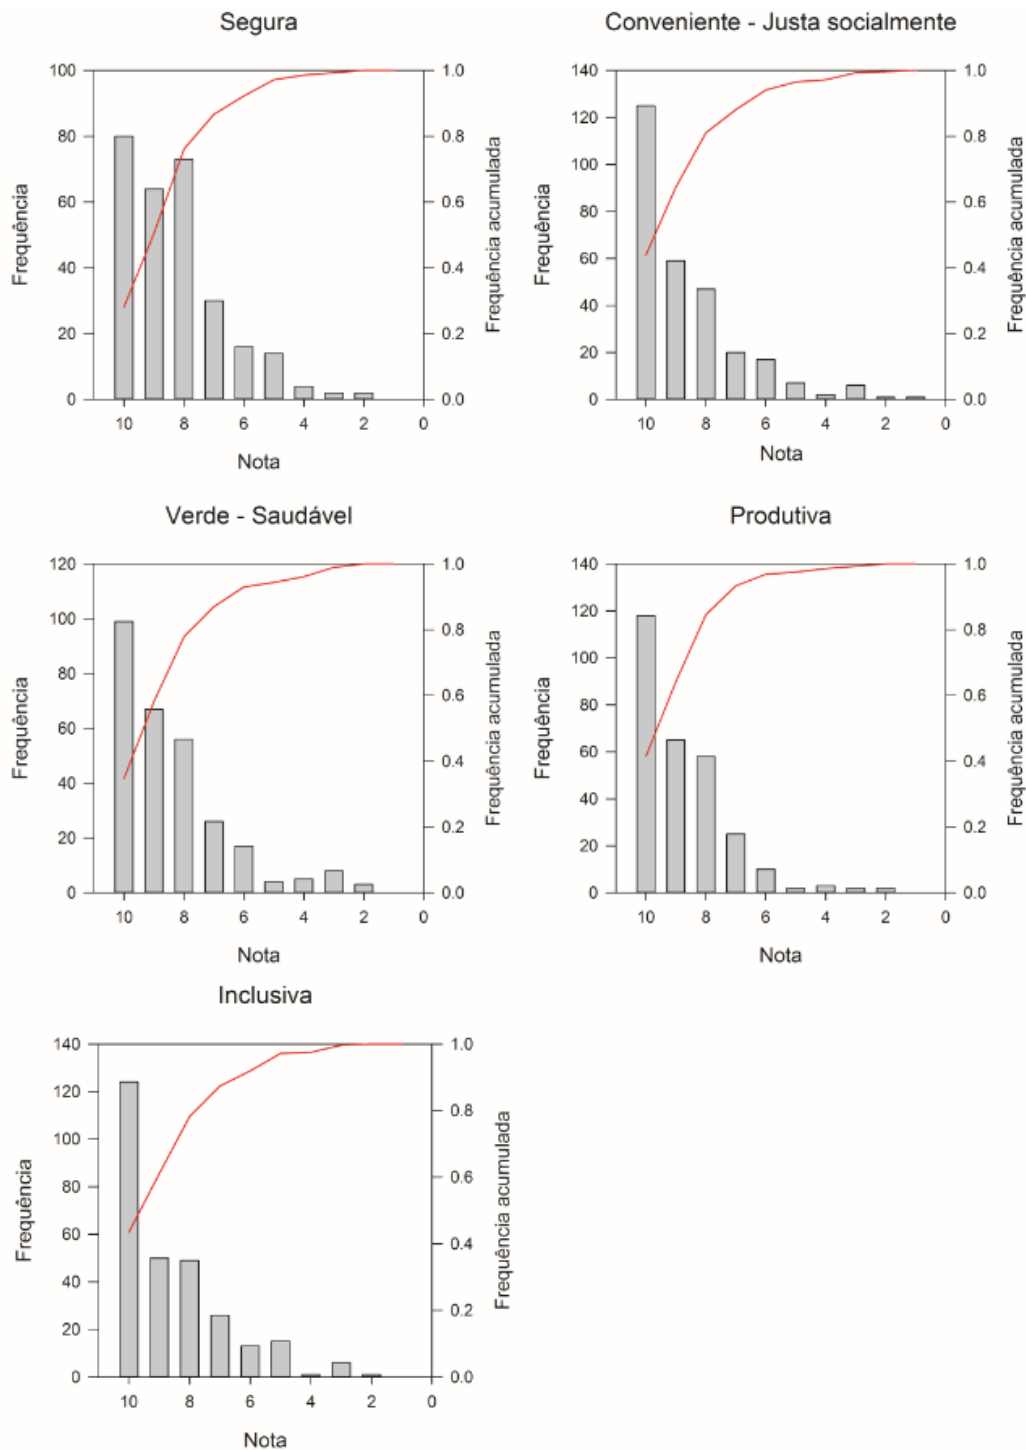 Segura
100
80
60
40
20
0
Frequência
1.0
0.8
0.6
0.4
0.2
0.0
Frequência acumulada
10 8 6 4 2 0
Nota
Conveniente - Justa socialmente
140
120
100
80
60
40
20
0
Frequência
1.0
0.8
0.6
0.4
0.2
0.0
Frequência acumulada
10 8 6 4 2 0
Nota
Verde - Saudável
120
100
80
60
40
20
0
Frequência
1.0
0.8
0.6
0.4
0.2
0.0
Frequência acumulada
10 8 6 4 2 0
Nota
Produtiva
140
120
100
80
60
40
20
0
Frequência
1.0
0.8
0.6
0.4
0.2
0.0
Frequência acumulada
10 8 6 4 2 0
Nota
Inclusiva
140
120
100
80
60
40
20
0
Frequência
1.0
0.8
0.6
0.4
0.2
0.0
Frequência acumulada
10 8 6 4 2 0
Nota